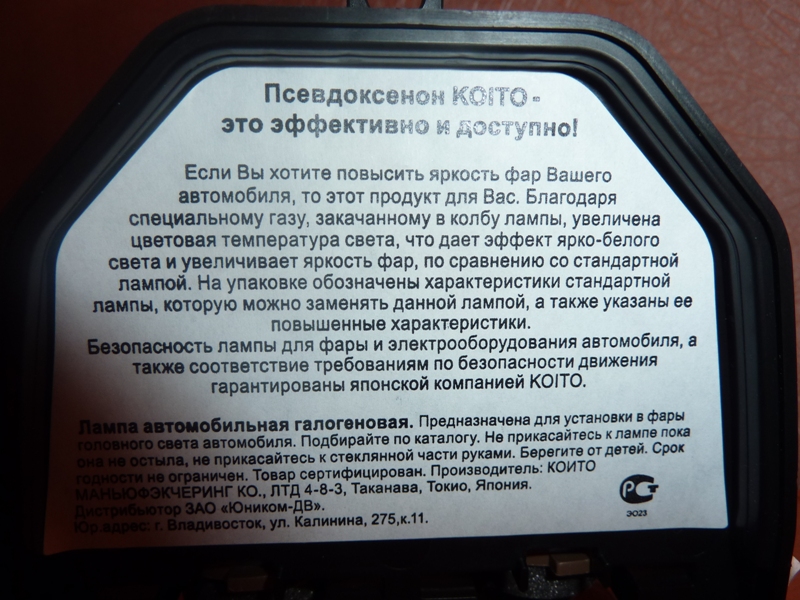 Псевдоксенон KOITO -
это эффективно и доступно!
Если Вы хотите повысить яркость фар Вашего
автомобиля, то этот продукт для Вас. Благодаря
специальному газу, закачанному в колбу лампы, увеличена
цветовая температура света, что дает эффект ярко-белого
света и увеличивает яркость фар, по сравнению со стандартной
лампой. На упаковке обозначены характеристики стандартной
лампы, которую можно заменять данной лампой, а также указаны ее
повышенные характеристики.
Безопасность лампы для фары и электрооборудования автомобиля, а
также соответствие требованиям по безопасности движения
гарантированы японской компанией KOITO.
Лампа автомобильная галогеновая. Предназначена для установки в фары
головного света автомобиля. Подбирайте по каталогу. Не прикасайтесь к лампе пока
она не остыла, не прикасайтесь к стеклянной части руками. Берегите от детей. Срок
годности не ограничен. Товар сертифицирован. Производитель: КОИТО
МАНЬЮФЭКЧЕРИНГ КО., ЛТД 4-8-3, Таканава, Токио, Япония.
Дистрибьютор ЗАО «Юником-ДВ».
Юр.адрес: г. Владивосток, ул. Калинина, 275,к.11.
РСТ
ЭО23